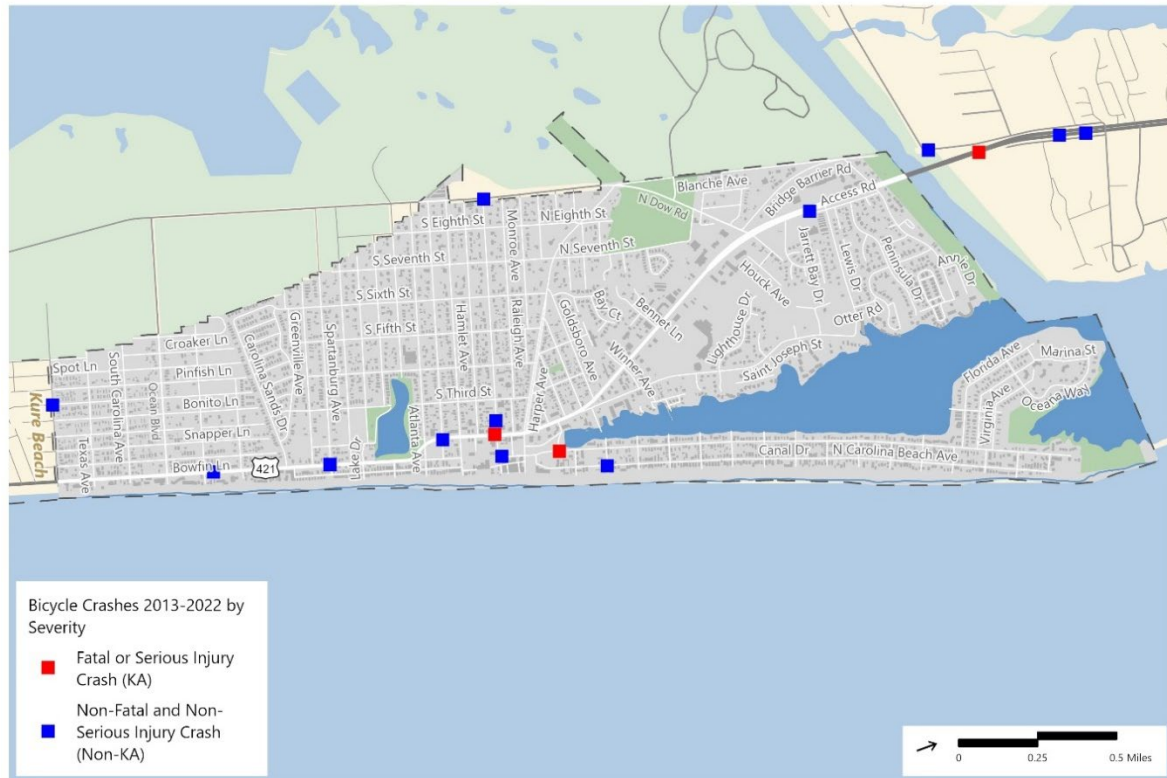 Blanche Ave
Bridge Barrier Rd
Access Rd
N Dow Rd
S Eighth St
Monroe Ave
N Eighth St
S Seventh St
N Seventh St
Jarrett Bay Dr
Lewis Dr
Peninsula Dr
Annie Dr
Houck Ave
S Sixth St
Raleigh Ave
Goldsboro Ave
Bay Ct
Bennet Ln
Lighthouse Dr
Otter Rd
Croaker Ln
Greenville Ave
Spartanburg Ave
S Fifth St
Hamlet Ave
Winner Ave
Saint Joseph St
Florida Ave
Marina St
Spot Ln
South Carolina Ave
Ocean Blvd
Pinfish Ln
Carolina Sands Dr
Bonito Ln
S Third St
Harper Ave
Virginia Ave
Oceana Way
Kure Beach
Texas Ave
Snapper Ln
Atlanta Ave
Bowfin Ln
421
Canal Dr
N Carolina Beach Ave
Bicycle Crashes 2013-2022 by
Severity
Fatal or Serious Injury
Crash (KA)
Non-Fatal and Non-
Serious Injury Crash
(Non-KA)
0 0.25 0.5 Miles